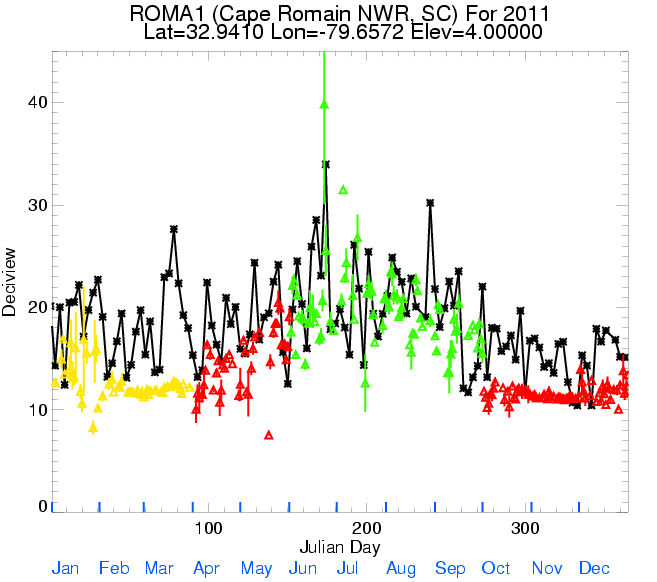 ROMA1 (Cape Romain NWR, SC) For 2011
Lat=32.9410 Lon=-79.6572 Elev=4.00000
40
30
20
10
0
Deciview
100 200 300
Julian Day
Jan Feb Mar Apr May Jun Jul Aug Sep Oct Nov Dec